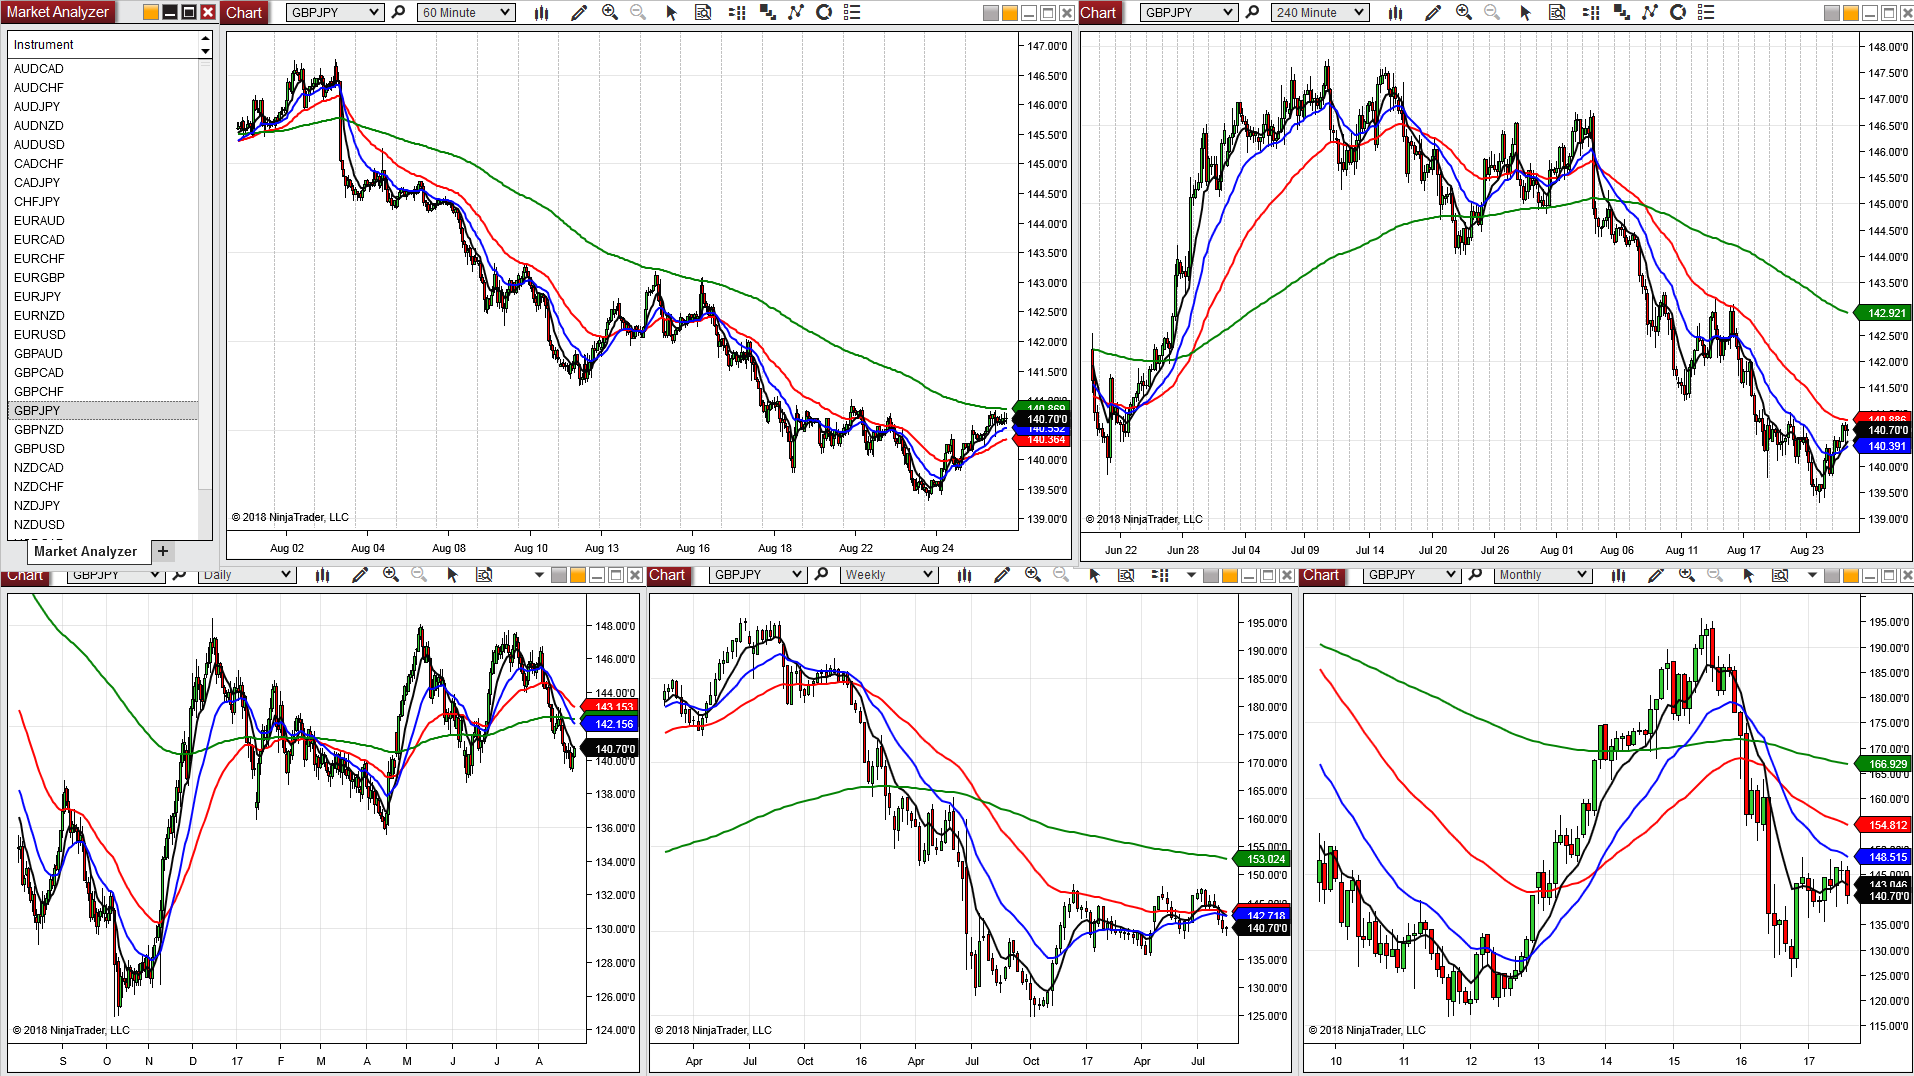 Market Analyzer
Instrument
AUDCAD
AUDCHF
AUDJPY
AUDNZD
AUDUSD
CADCHF
CADJPY
CHFJPY
EURAUD
EURCAD
EURCHF
EURGBP
EURJPY
EURNZD
EURUSD
GBPAUD
GBPCAD
GBPCHF
GBPJPY
GBPNZD
GBPUSD
NZDCAD
NZDCHF
NZDJPY
NZDUSD
Market Analyzer +
Chart GBPJPY 60 Minute
147.00'0
146.50'0
146.00'0
145.50'0
145.00'0
144.50'0
144.00'0
143.50'0
143.00'0
142.50'0
142.00'0
141.50'0
140.869
140.70'0
140.364
140.00'0
139.50'0
139.00'0
© 2018 NinjaTrader, LLC
Aug 02 Aug 04 Aug 08 Aug 10 Aug 13 Aug 16 Aug 18 Aug 22 Aug 24
Chart GBPJPY 240 Minute
148.00'0
147.50'0
147.00'0
146.50'0
146.00'0
145.50'0
145.00'0
144.50'0
144.00'0
143.50'0
142.921
142.50'0
142.00'0
141.50'0
140.886
140.70'0
140.391
140.00'0
139.50'0
139.00'0
© 2018 NinjaTrader, LLC
Jun 22 Jun 28 Jul 04 Jul 09 Jul 14 Jul 20 Jul 26 Aug 01 Aug 06 Aug 11 Aug 17 Aug 23
Chart GBPJPY Daily
148.00'0
146.00'0
144.00'0
143.153
142.156
140.70'0
140.00'0
138.00'0
136.00'0
134.00'0
132.00'0
130.00'0
128.00'0
126.00'0
124.00'0
© 2018 NinjaTrader, LLC
S O N D 17 F M A M J J A
Chart GBPJPY Weekly
195.00'0
190.00'0
185.00'0
180.00'0
175.00'0
170.00'0
165.00'0
160.00'0
155.00'0
153.024
150.00'0
142.718
140.70'0
135.00'0
130.00'0
125.00'0
© 2018 NinjaTrader, LLC
Apr Jul Oct 16 Apr Jul Oct 17 Apr Jul
Chart GBPJPY Monthly
195.00'0
190.00'0
185.00'0
180.00'0
175.00'0
170.00'0
166.929
165.00'0
160.00'0
154.812
148.515
143.046
140.70'0
135.00'0
130.00'0
125.00'0
120.00'0
115.00'0
© 2018 NinjaTrader, LLC
10 11 12 13 14 15 16 17